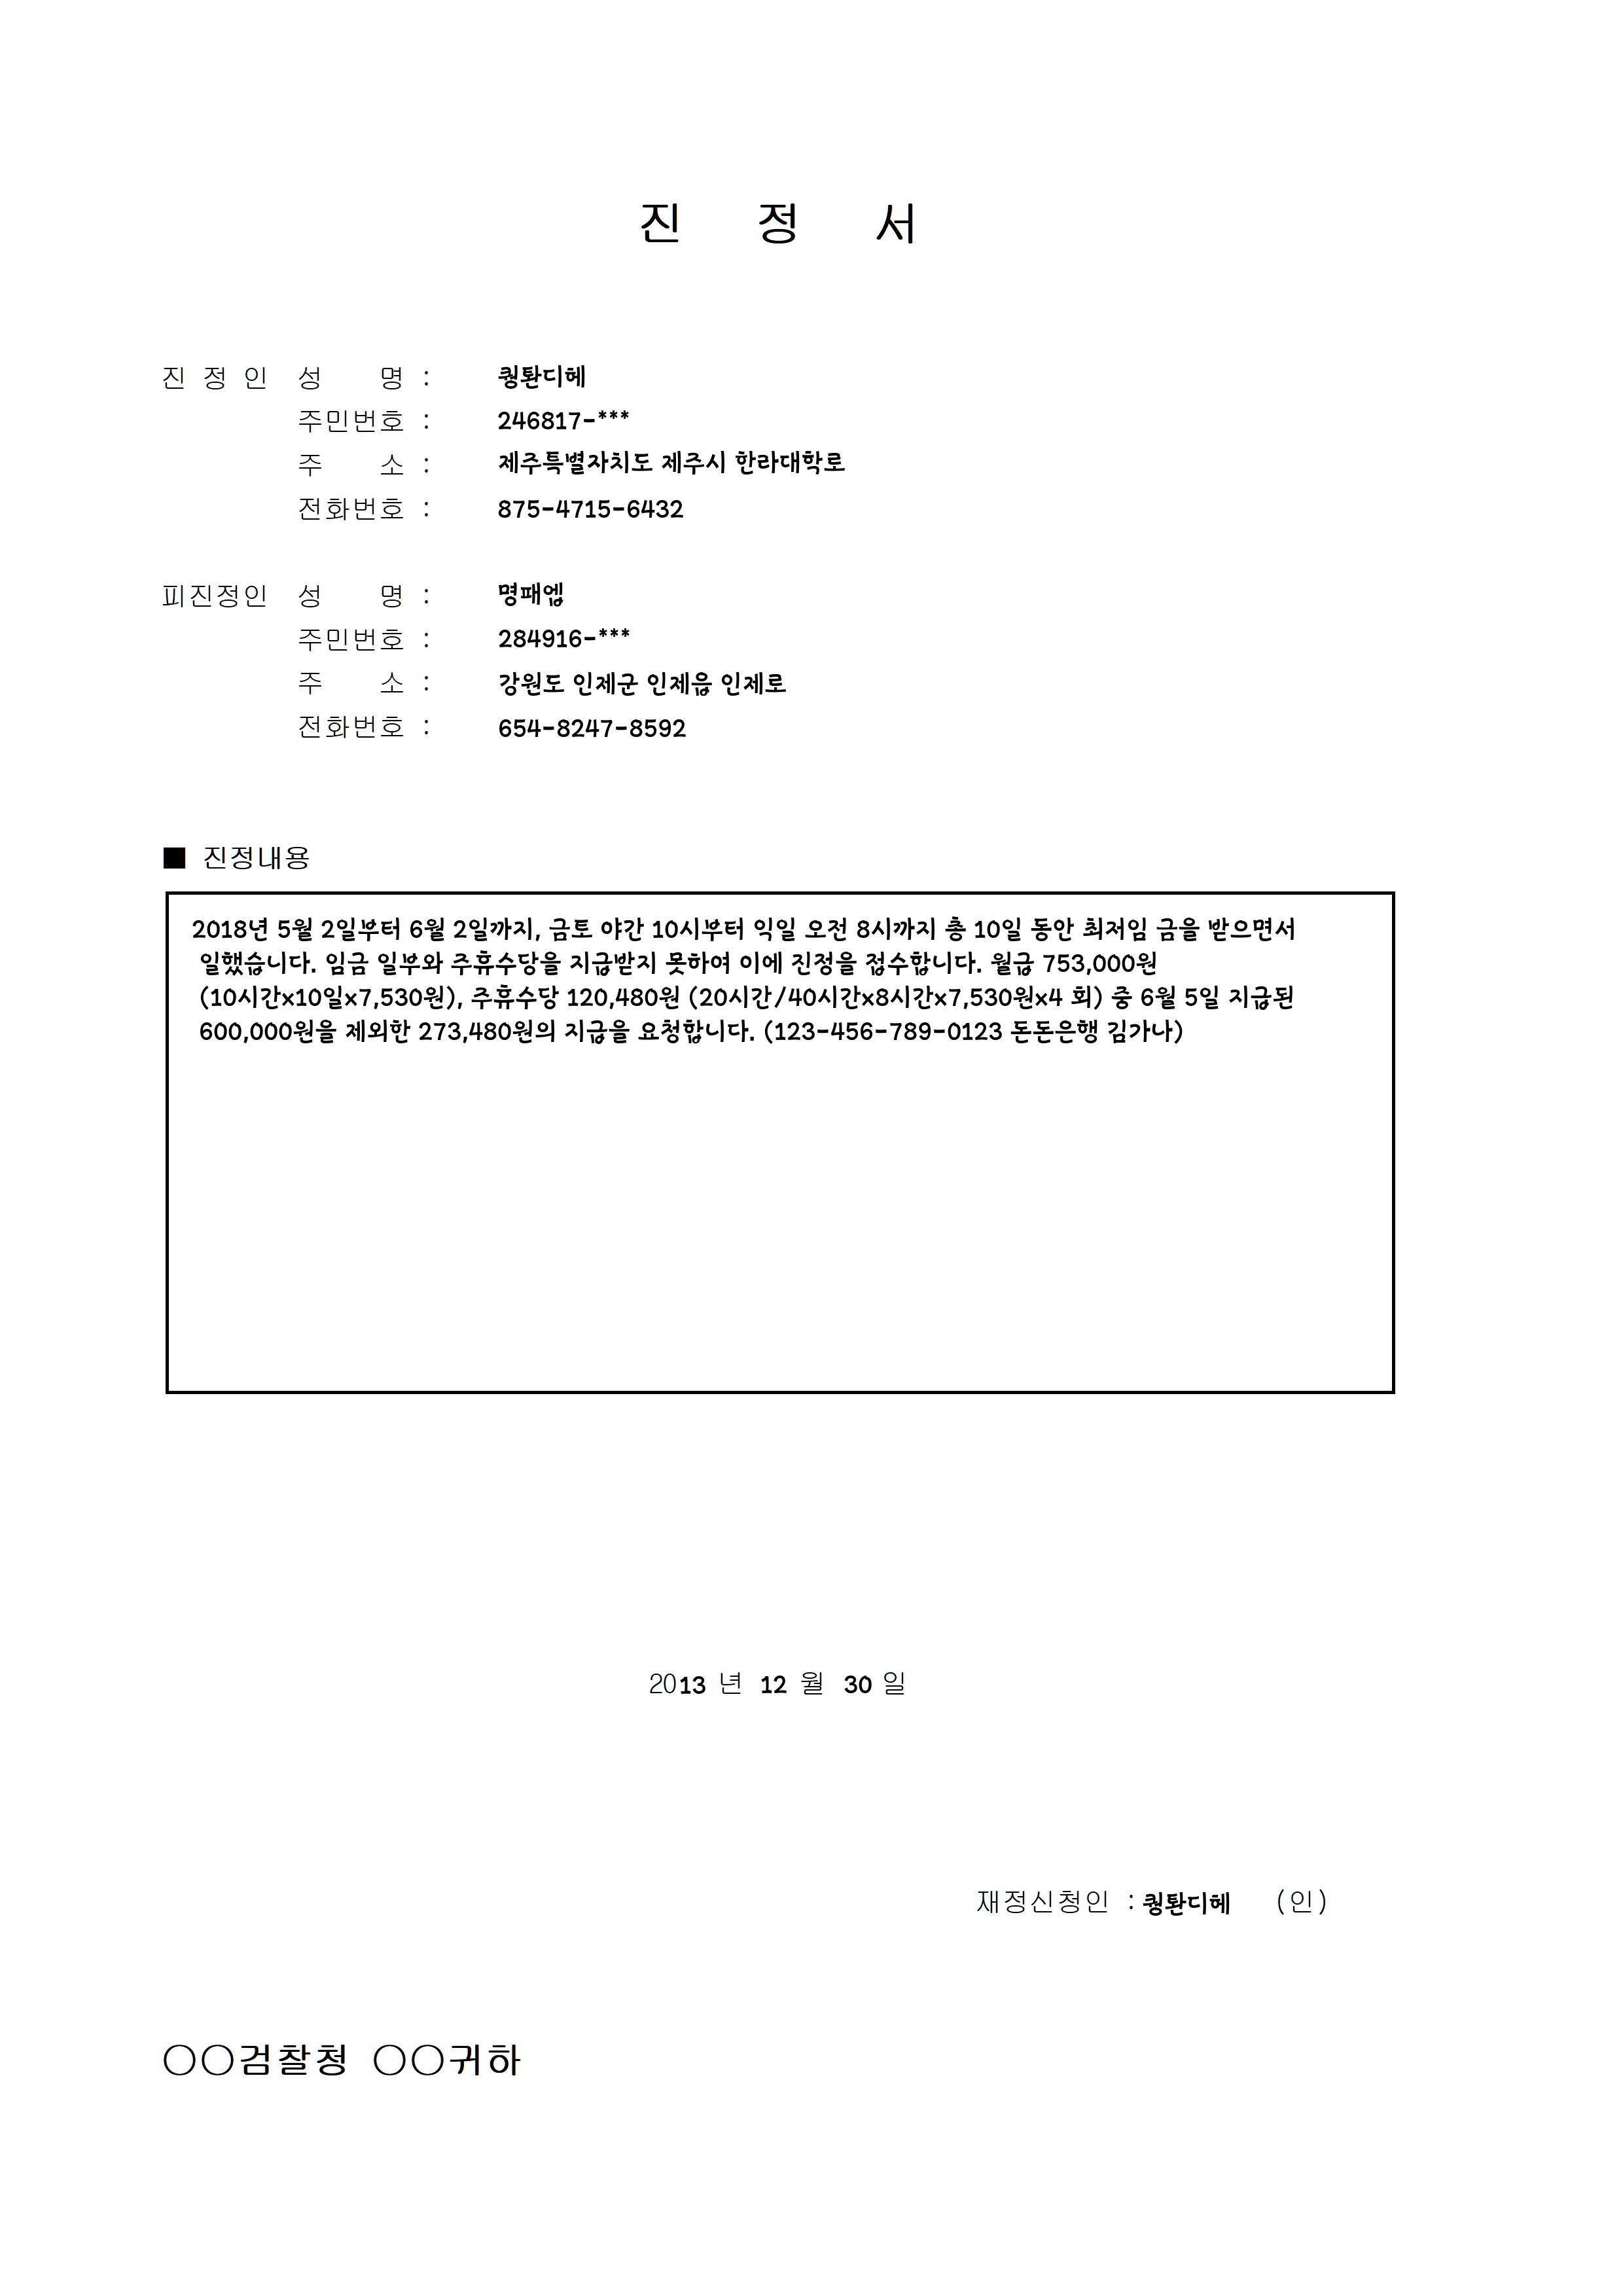 진 정 서
진 정 인 성 명 : 큉퇀디헤
주민번호 : 246817-***
주 소 : 제주특별자치도 제주시 한라대학로
전화번호 : 875-4715-6432
피진정인 성 명 : 명패엡
주민번호 : 284916-***
주 소 : 강원도 인제군 인제읍 인제로
전화번호 : 654-8247-8592
■ 진정내용
2018년 5월 2일부터 6월 2일까지, 금토 야간 10시부터 익일 오전 8시까지 총 10일 동안 최저임 금을 받으면서
일했습니다. 임금 일부와 주휴수당을 지급받지 못하여 이에 진정을 접수합니다. 월급 753,000원
(10시간x10일x7,530원), 주휴수당 120,480원 (20시간/40시간x8시간x7,530원x4 회) 중 6월 5일 지급된
600,000원을 제외한 273,480원의 지급을 요청합니다. (123-456-789-0123 돈돈은행 김가나)
2013 년 12 월 30 일
재정신청인 : 큉퇀디헤 (인)
○○검찰청 ○○귀하